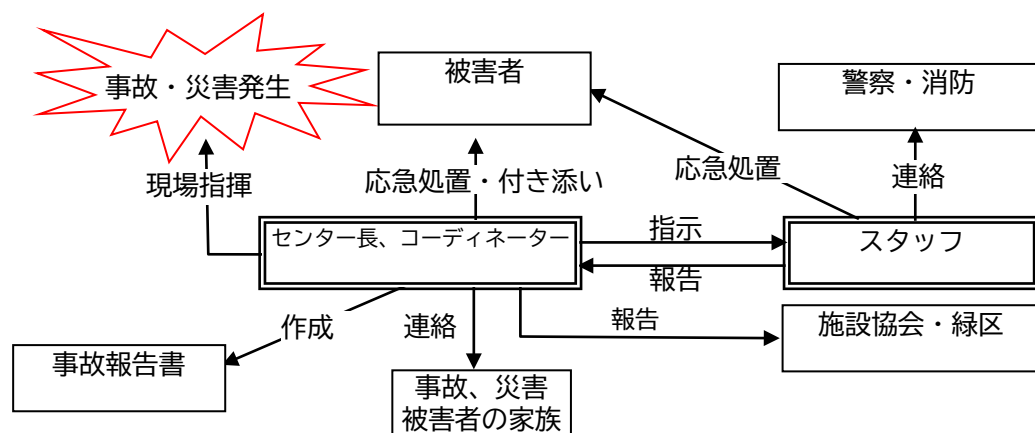 被害者
警察・消防
事故・災害発生
応急処置
連絡
現場指揮
応急処置・付き添い
センター長、コーディネーター
指示
スタッフ
報告
作成
連絡
報告
施設協会・緑区
事故報告書
事故、災害
被害者の家族